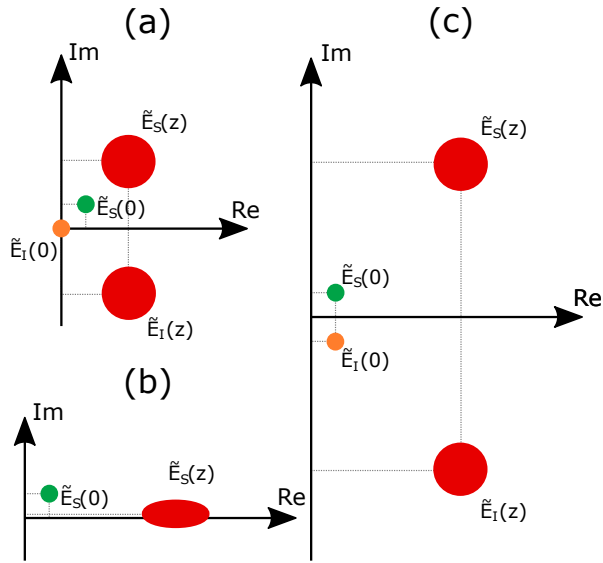 (a)
Im
Ẽ_S(z)
Ẽ_S(0)
Re
Ẽ_I(0)
Ẽ_I(z)
(b)
Im
Ẽ_S(z)
Ẽ_S(0)
Re
(c)
Im
Ẽ_S(z)
Ẽ_S(0)
Re
Ẽ_I(0)
Ẽ_I(z)